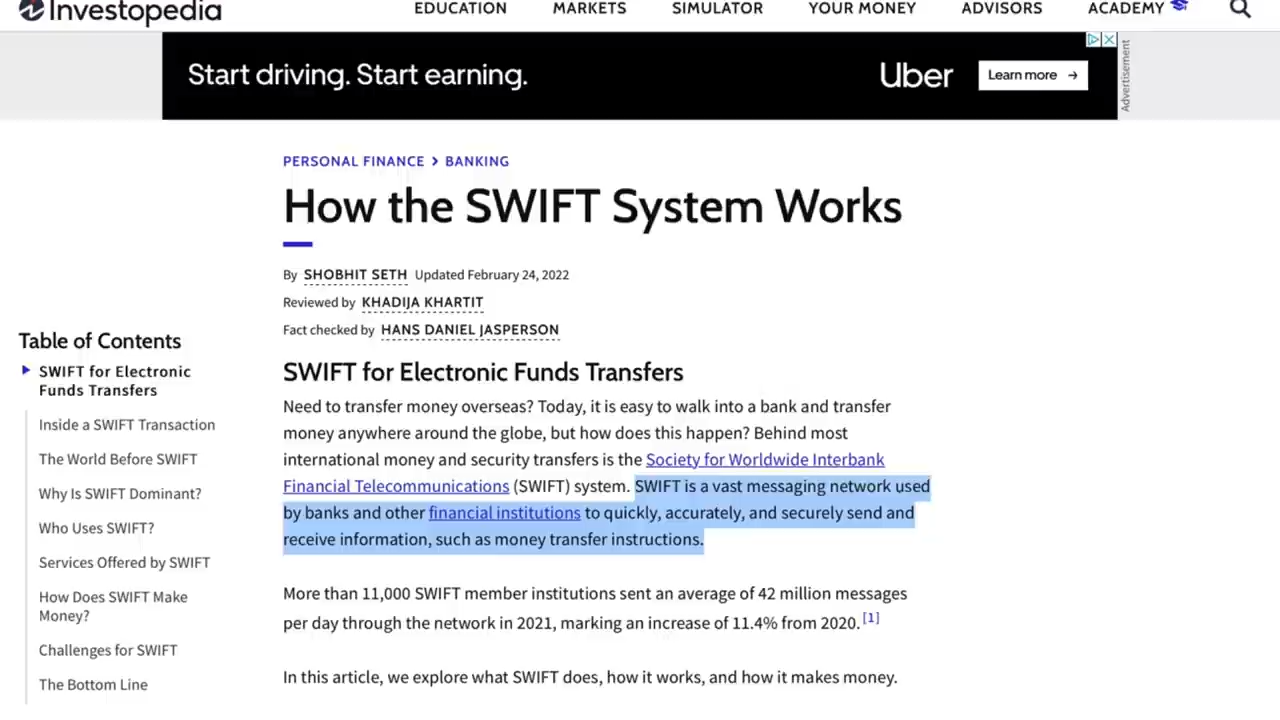 Investopedia
EDUCATION MARKETS SIMULATOR YOUR MONEY ADVISORS ACADEMY
Start driving. Start earning.
Uber
Learn more →
Advertisement
PERSONAL FINANCE > BANKING
How the SWIFT System Works
By SHOBHIT SETH Updated February 24, 2022
Reviewed by KHADIJA KHARTIT
Fact checked by HANS DANIEL JASPERSON
Table of Contents
SWIFT for Electronic
Funds Transfers
Inside a SWIFT Transaction
The World Before SWIFT
Why Is SWIFT Dominant?
Who Uses SWIFT?
Services Offered by SWIFT
How Does SWIFT Make
Money?
Challenges for SWIFT
The Bottom Line
SWIFT for Electronic Funds Transfers
Need to transfer money overseas? Today, it is easy to walk into a bank and transfer
money anywhere around the globe, but how does this happen? Behind most
international money and security transfers is the Society for Worldwide Interbank
Financial Telecommunications (SWIFT) system. SWIFT is a vast messaging network used
by banks and other financial institutions to quickly, accurately, and securely send and
receive information, such as money transfer instructions.
More than 11,000 SWIFT member institutions sent an average of 42 million messages
per day through the network in 2021, marking an increase of 11.4% from 2020. [1]
In this article, we explore what SWIFT does, how it works, and how it makes money.